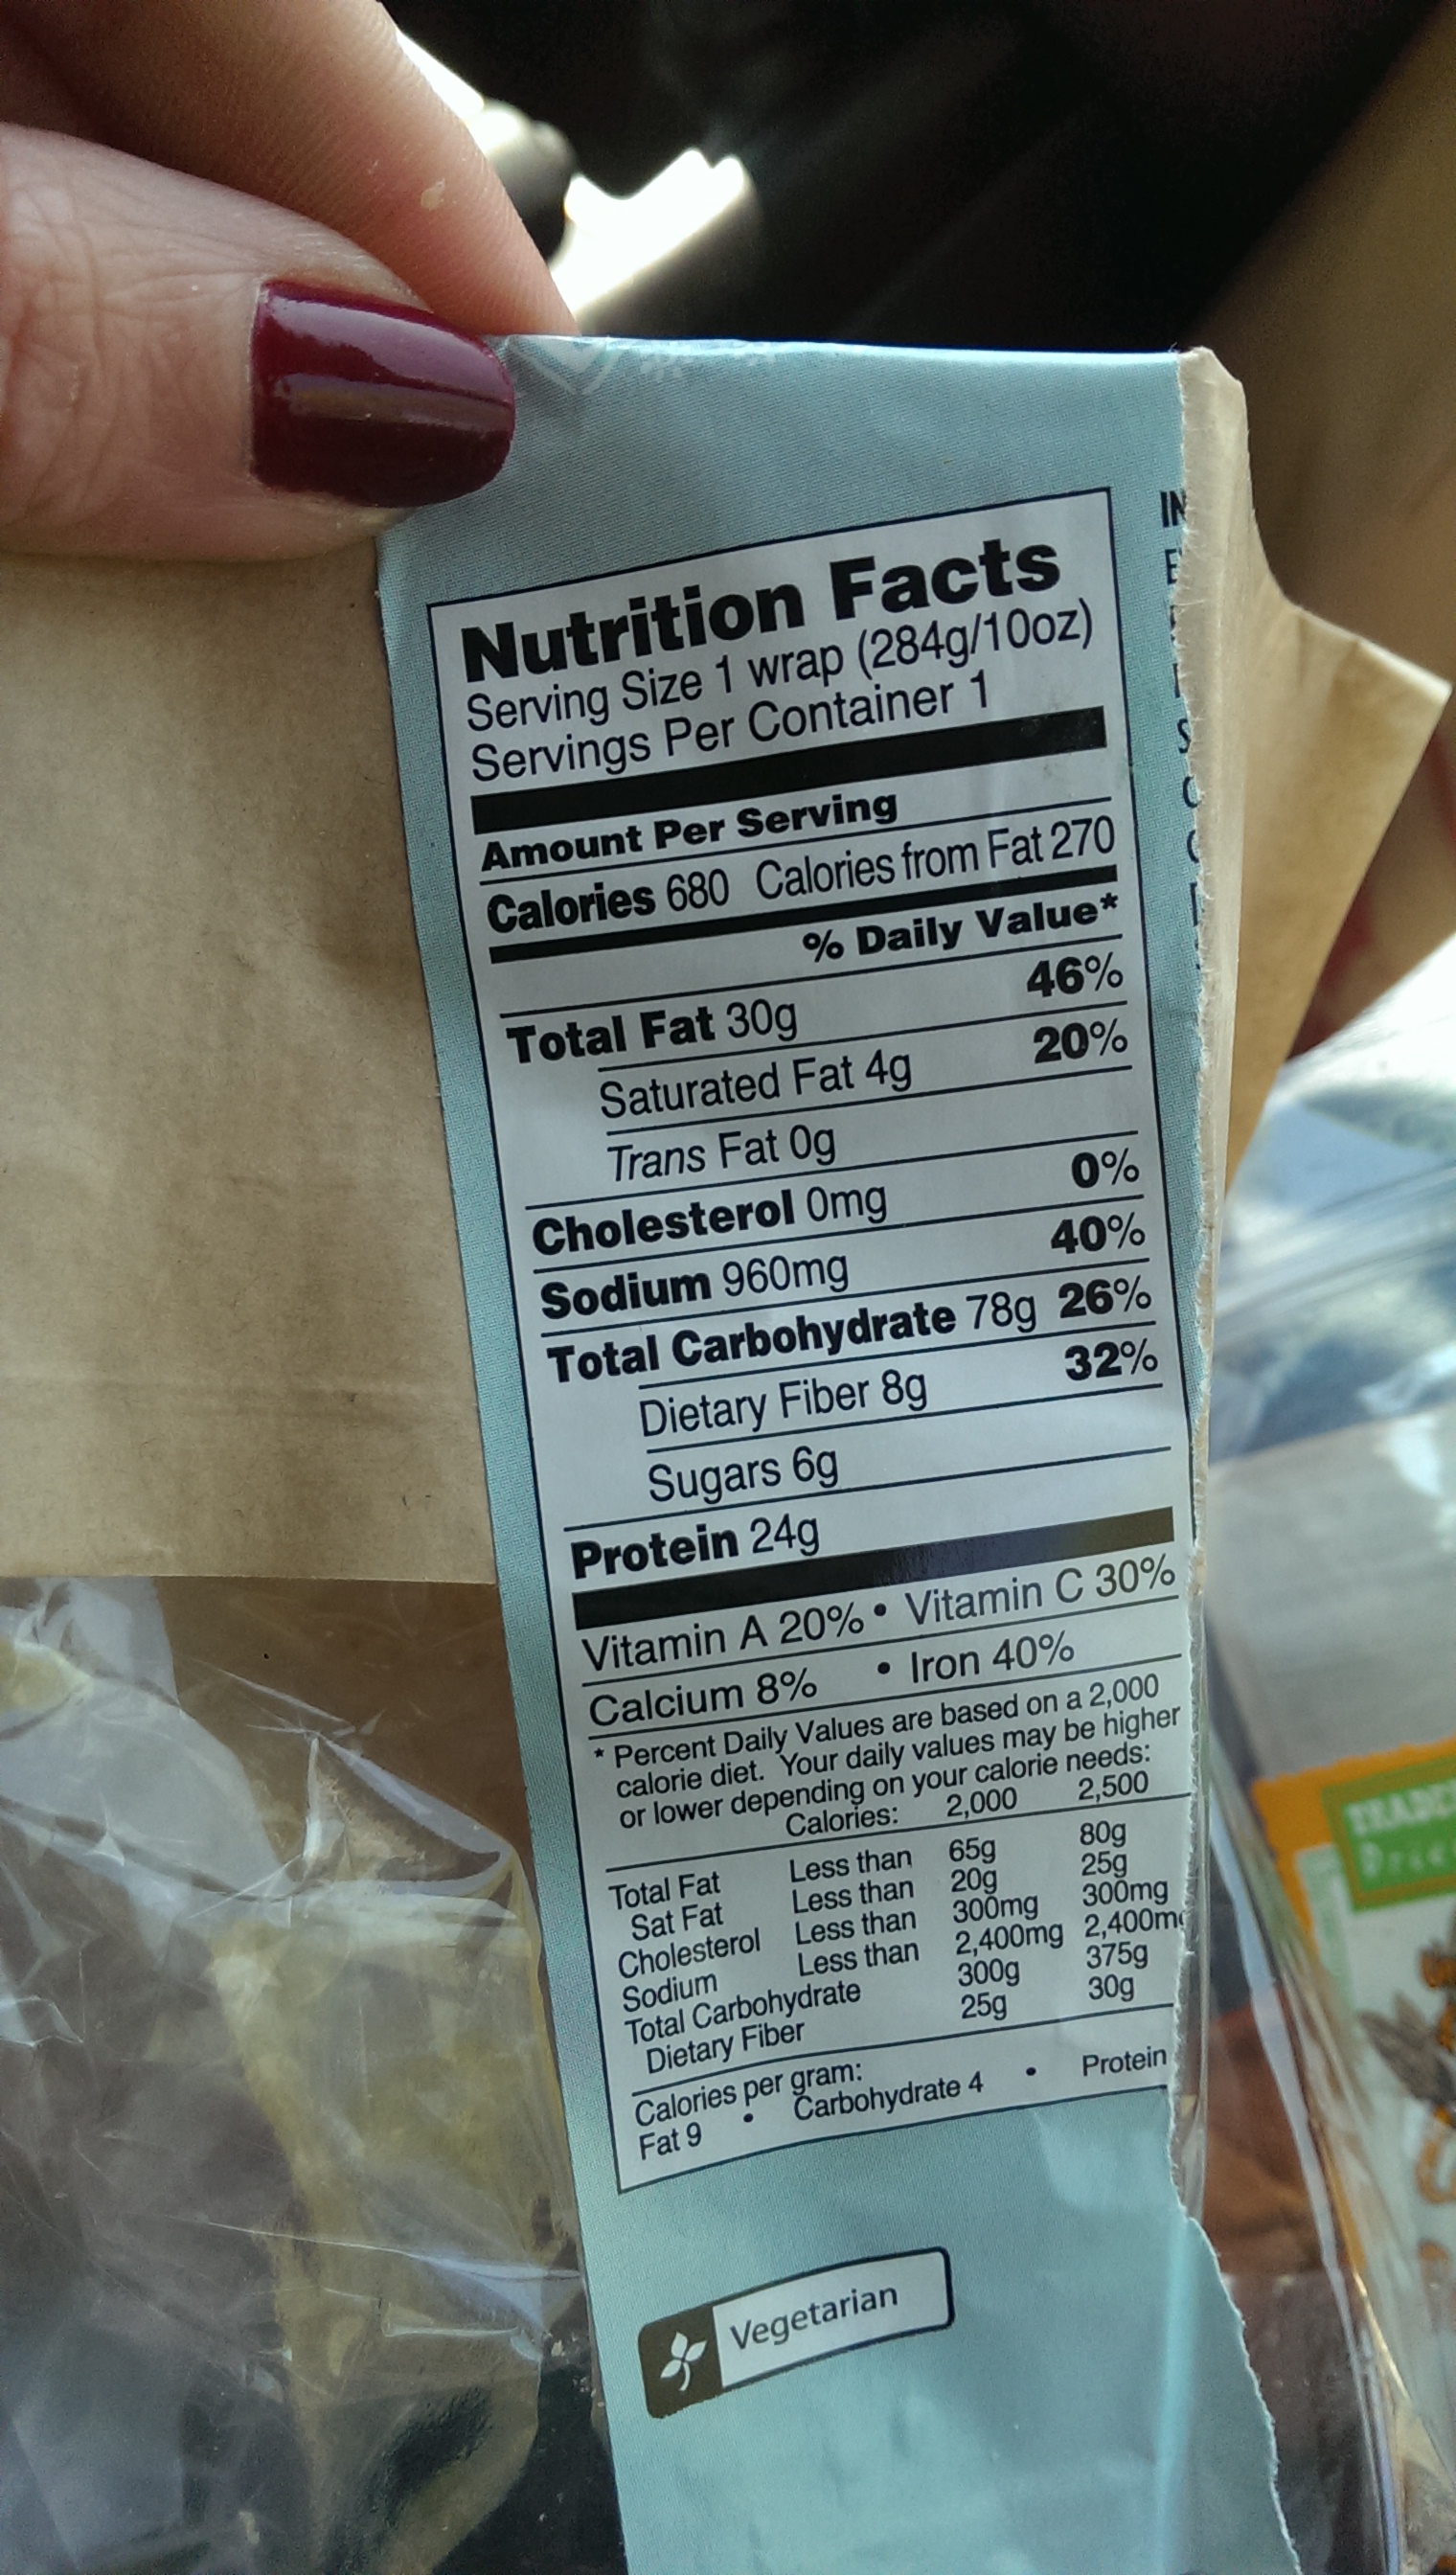 Nutrition Facts
Serving Size 1 wrap (284g/10oz)
Servings Per Container 1
Amount Per Serving
Calories 680 Calories from Fat 270
% Daily Value*
Total Fat 30g 46%
Saturated Fat 4g 20%
Trans Fat 0g
Cholesterol 0mg 0%
Sodium 960mg 40%
Total Carbohydrate 78g 26%
Dietary Fiber 8g 32%
Sugars 6g
Protein 24g
Vitamin A 20% • Vitamin C 30%
Calcium 8% • Iron 40%
* Percent Daily Values are based on a 2,000
calorie diet. Your daily values may be higher
or lower depending on your calorie needs:
Calories: 2,000 2,500
Total Fat Less than 65g 80g
Sat Fat Less than 20g 25g
Cholesterol Less than 300mg 300mg
Sodium Less than 2,400mg 2,400m
Total Carbohydrate 300g 375g
Dietary Fiber 25g 30g
Calories per gram:
Fat 9 • Carbohydrate 4 • Protein
Vegetarian